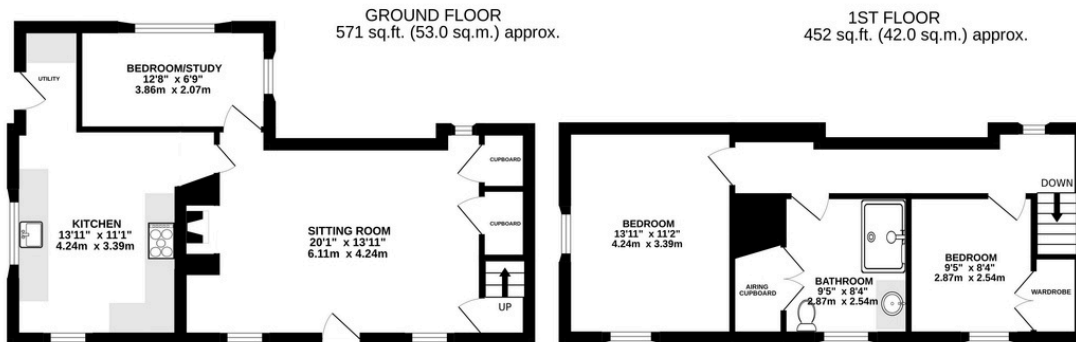 GROUND FLOOR
571 sq.ft. (53.0 sq.m.) approx.
UTILITY
BEDROOM/STUDY
12'8" x 6'9"
3.86m x 2.07m
KITCHEN
13'11" x 11'1"
4.24m x 3.39m
SITTING ROOM
20'1" x 13'11"
6.11m x 4.24m
CUPBOARD
CUPBOARD
UP
1ST FLOOR
452 sq.ft. (42.0 sq.m.) approx.
BEDROOM
13'11" x 11'2"
4.24m x 3.39m
AIRING
CUPBOARD
BATHROOM
9'5" x 8'4"
2.87m x 2.54m
BEDROOM
9'5" x 8'4"
2.87m x 2.54m
DOWN
WARDROBE